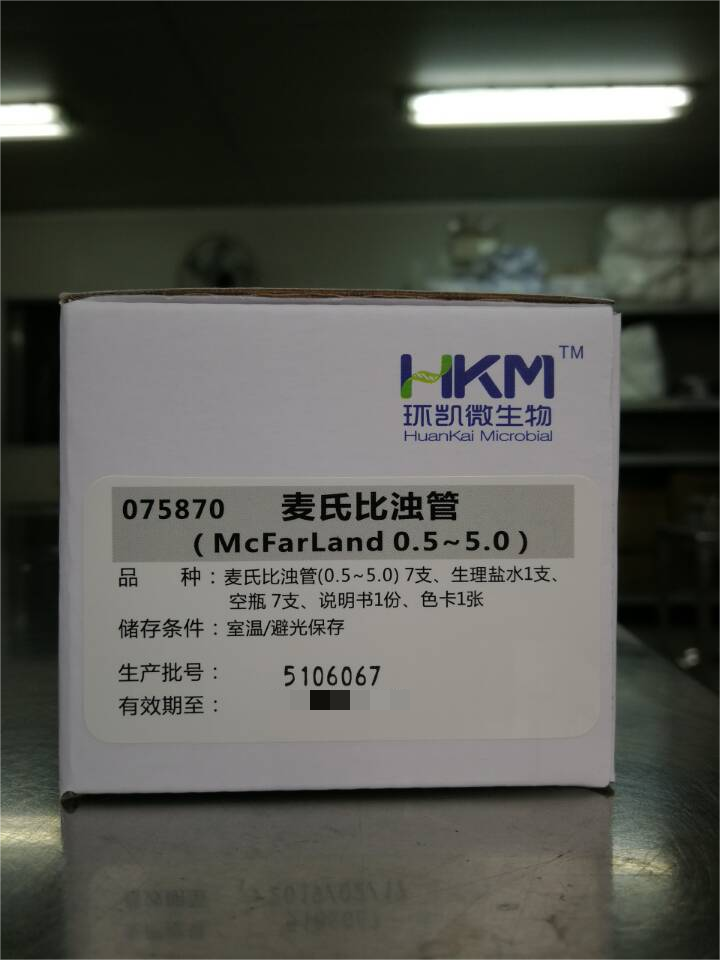 HKM™
环凯微生物
HuanKai Microbial
075870 麦氏比浊管
(McFarLand 0.5~5.0)
品 种：麦氏比浊管(0.5~5.0) 7支、生理盐水1支、
空瓶 7支、说明书1份、色卡1张
储存条件：室温/避光保存
生产批号： 5106067
有效期至：